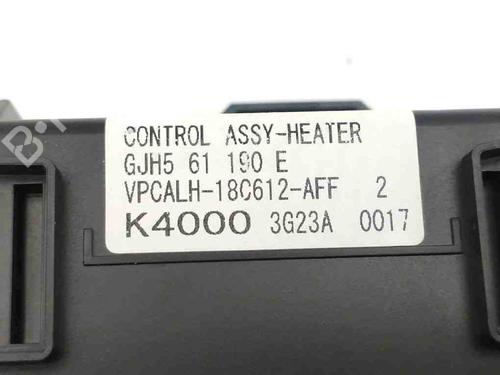 CONTROL ASSY-HEATER
GJH5 61 190 E
VPCALH-18C612-AFF 2
K4000 3G23A 0017